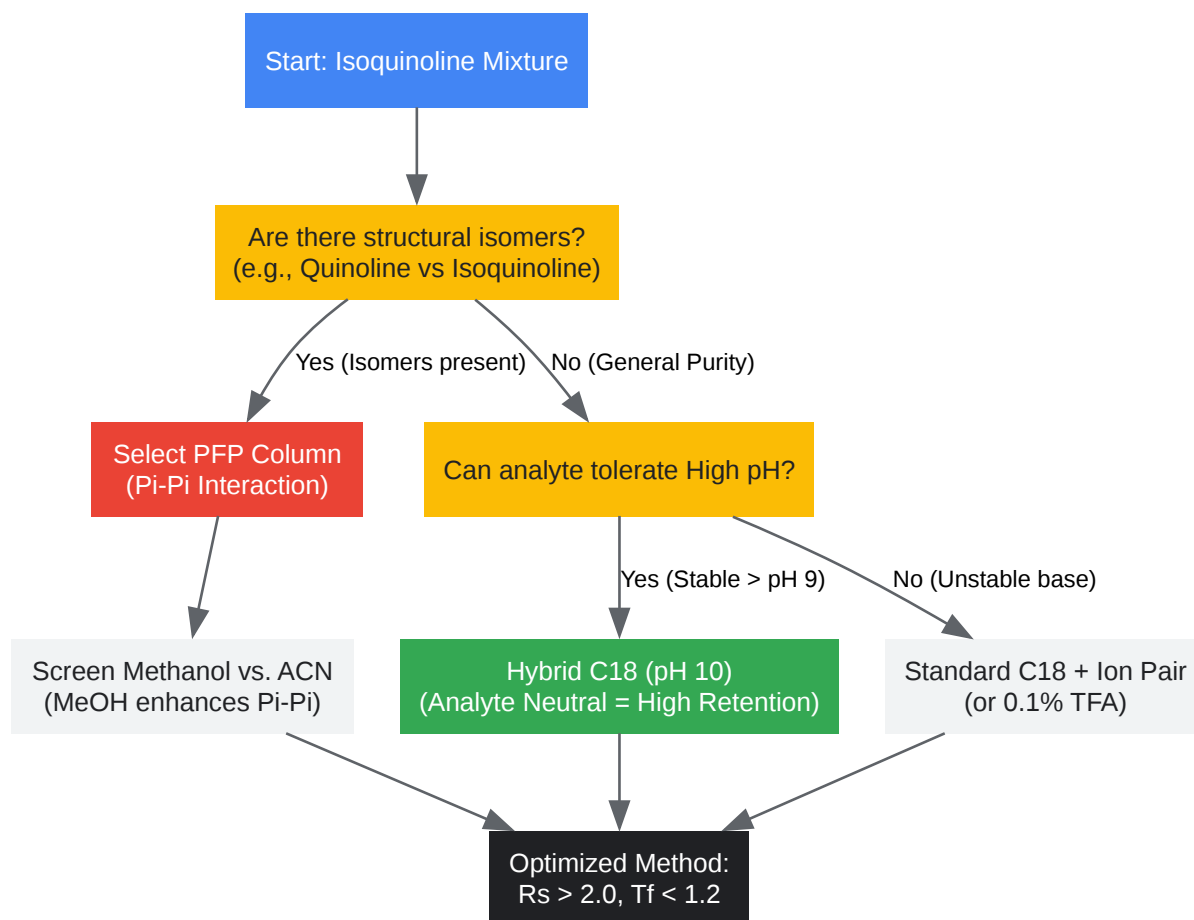 Start: Isoquinoline Mixture
Are there structural isomers?
(e.g., Quinoline vs Isoquinoline)
Yes (Isomers present)
No (General Purity)
Select PFP Column
(Pi-Pi Interaction)
Can analyte tolerate High pH?
Yes (Stable > pH 9)
No (Unstable base)
Screen Methanol vs. ACN
(MeOH enhances Pi-Pi)
Hybrid C18 (pH 10)
(Analyte Neutral = High Retention)
Standard C18 + Ion Pair
(or 0.1% TFA)
Optimized Method:
Rs > 2.0, Tf < 1.2